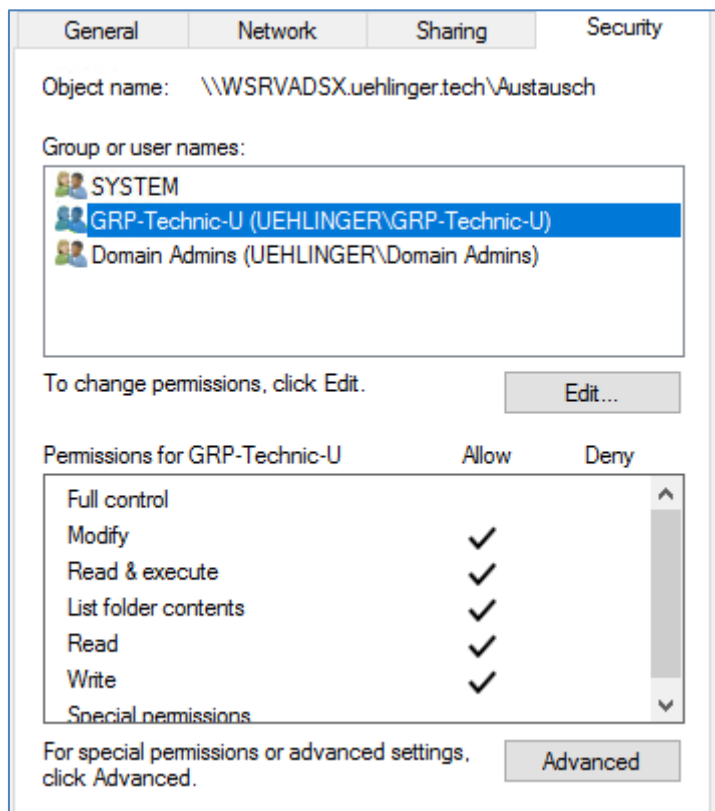 General Network Sharing Security
Object name: \\WSRVADSX.uehlinger.tech\Austausch
Group or user names:
SYSTEM
GRP-Technic-U (UEHLINGER\GRP-Technic-U)
Domain Admins (UEHLINGER\Domain Admins)
To change permissions, click Edit.
Edit...
Permissions for GRP-Technic-U Allow Deny
Full control
Modify
Read & execute
List folder contents
Read
Write
Special permissions
For special permissions or advanced settings,
click Advanced.
Advanced